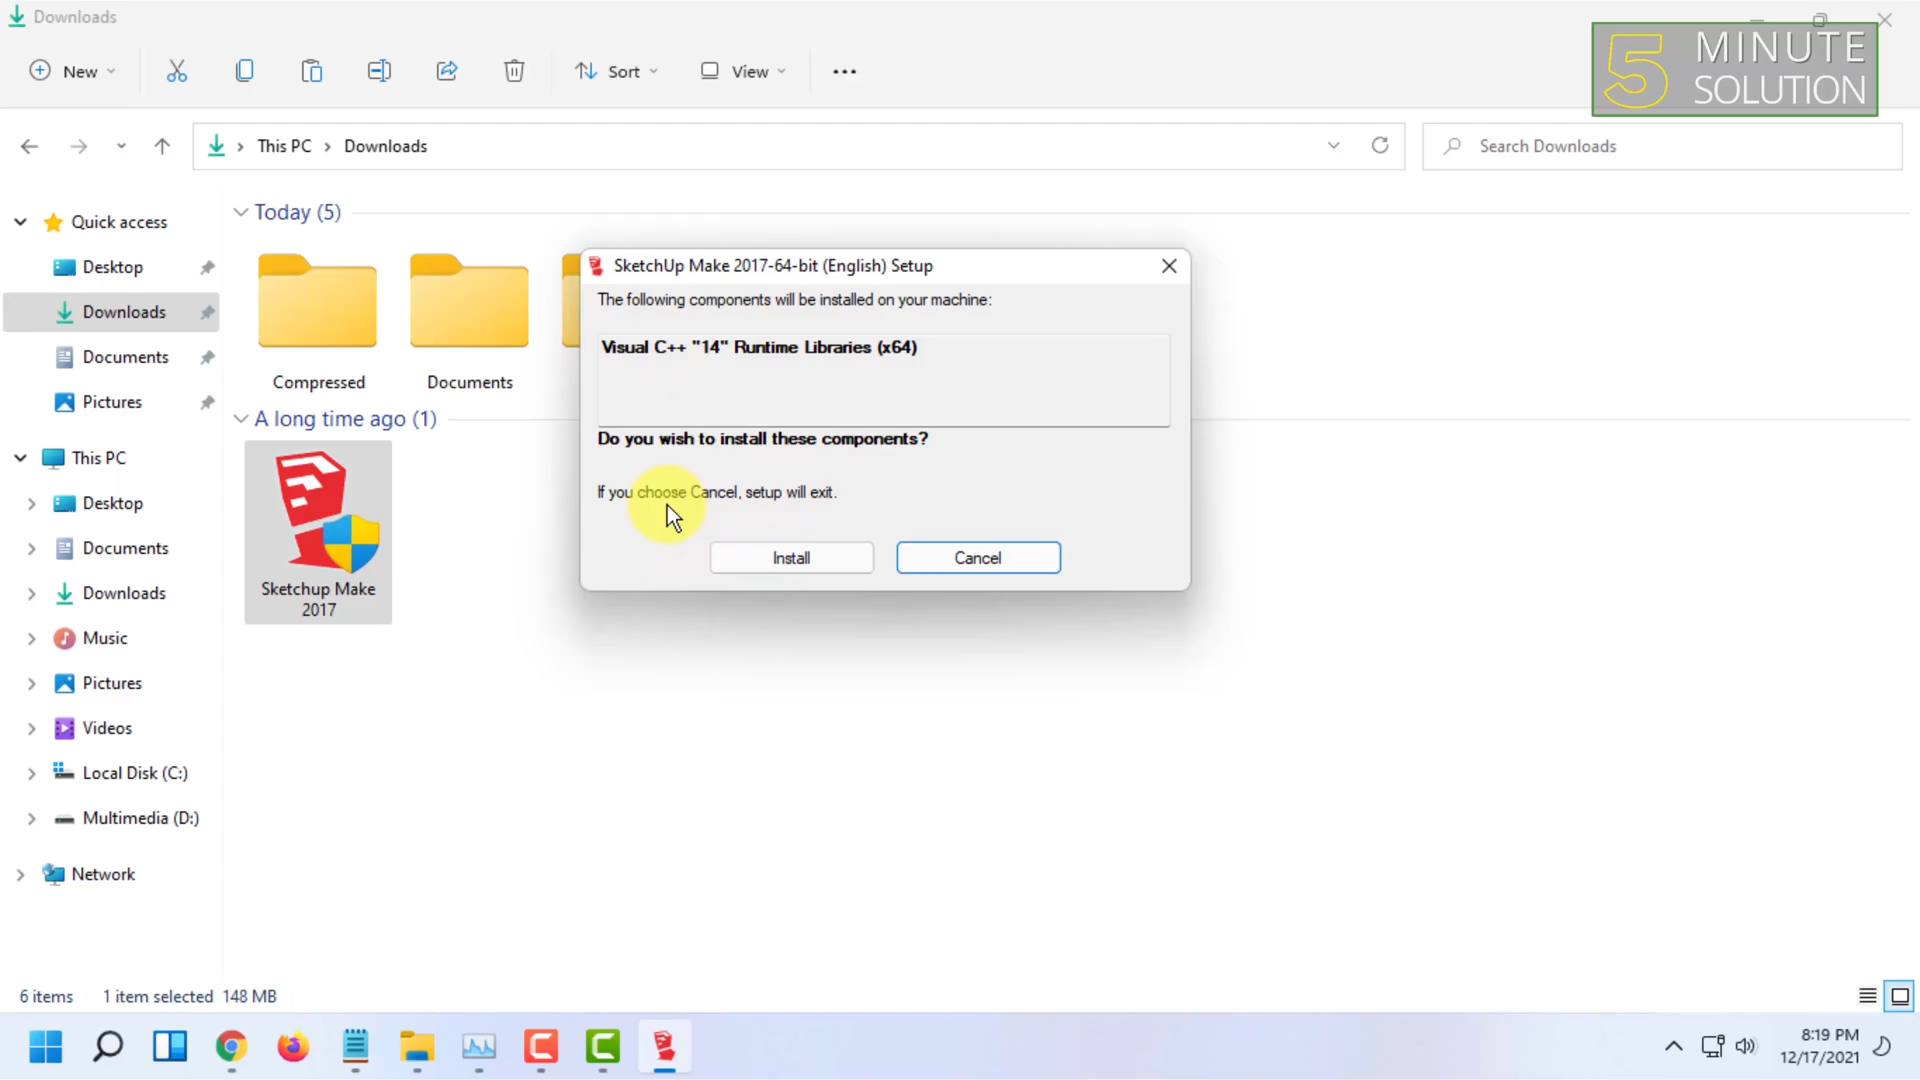 Downloads
5 MINUTE
SOLUTION
New
Sort
View
This PC
Downloads
Search Downloads
Quick access
Desktop
Downloads
Documents
Pictures
This PC
Desktop
Documents
Downloads
Music
Pictures
Videos
Local Disk (C:)
Multimedia (D:)
Network
Today (5)
Compressed
Documents
A long time ago (1)
Sketchup Make
2017
SketchUp Make 2017-64-bit (English) Setup
The following components will be installed on your machine:
Visual C++ "14" Runtime Libraries (x64)
Do you wish to install these components?
If you choose Cancel, setup will exit.
Install
Cancel
6 items
1 item selected 148 MB
8:19 PM
12/17/2021